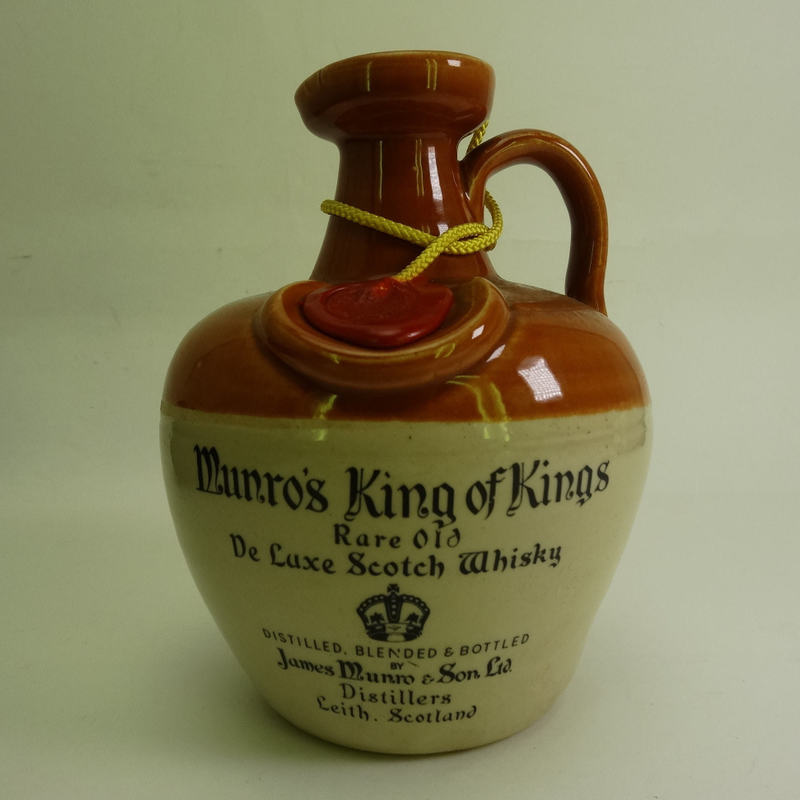 Munro's King of Kings
Rare Old
De Luxe Scotch Whisky
DISTILLED, BLENDED & BOTTLED
BY
James Munro & Son, Ltd.
Distillers
Leith, Scotland